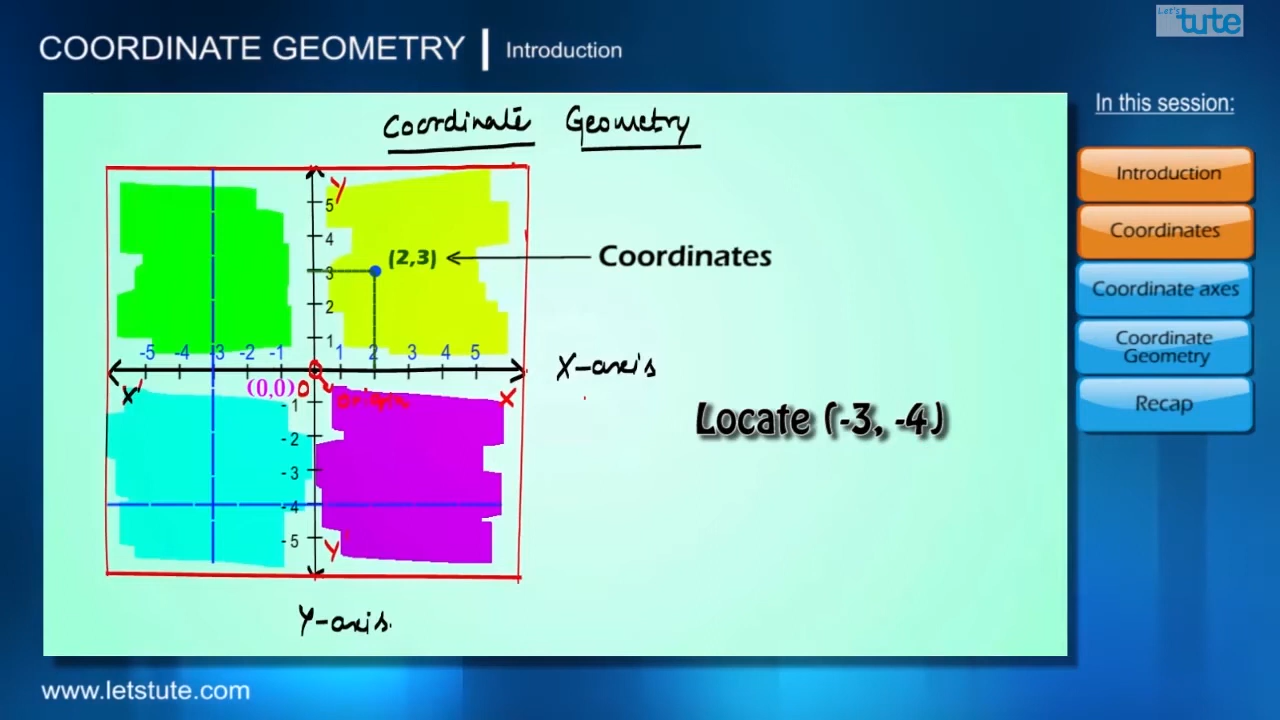 Let's
tute
COORDINATE GEOMETRY | Introduction
In this session:
Introduction
Coordinates
Coordinate axes
Coordinate
Geometry
Recap
Coordinate Geometry
Y
5
4
(2,3)
Coordinates
3
2
1
-5 -4 -3 -2 -1 1 2 3 4 5
X-axis
X'
(0,0) O
Origin
X
-1
-2
-3
-4
-5
Y
Locate (-3, -4)
Y-axis.
www.letstute.com